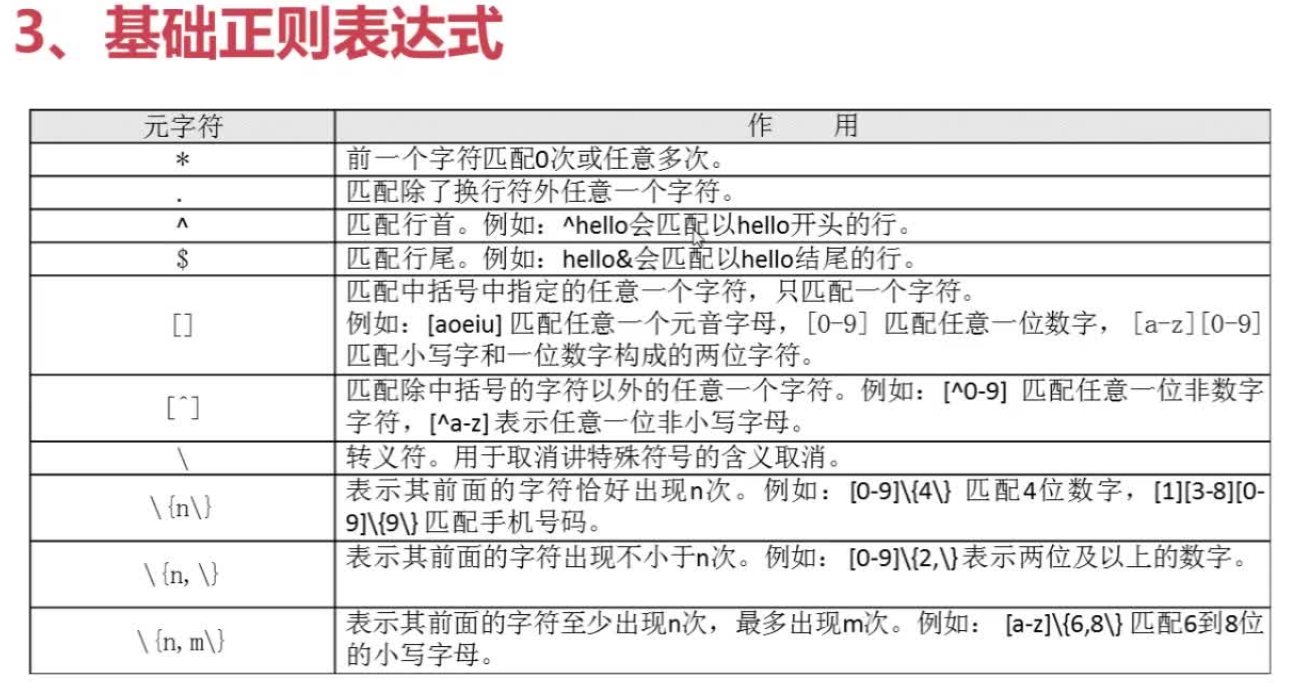 3、基础正则表达式
元字符 作 用
* 前一个字符匹配0次或任意多次。
. 匹配除了换行符外任意一个字符。
^ 匹配行首。例如：^hello会匹配以hello开头的行。
$ 匹配行尾。例如：hello&会匹配以hello结尾的行。
匹配中括号中指定的任意一个字符，只匹配一个字符。
[] 例如：[aoeiu] 匹配任意一个元音字母，[0-9] 匹配任意一位数字， [a-z][0-9]
匹配小写字和一位数字构成的两位字符。
[^] 匹配除中括号的字符以外的任意一个字符。例如：[^0-9] 匹配任意一位非数字
字符，[^a-z]表示任意一位非小写字母。
\ 转义符。用于取消讲特殊符号的含义取消。
\{n\} 表示其前面的字符恰好出现n次。例如：[0-9]\{4\} 匹配4位数字，[1][3-8][0-
9]\{9\}匹配手机号码。
\{n,\} 表示其前面的字符出现不小于n次。例如： [0-9]\{2,\}表示两位及以上的数字。
\{n,m\} 表示其前面的字符至少出现n次，最多出现m次。例如： [a-z]\{6,8\}匹配6到8位
的小写字母。